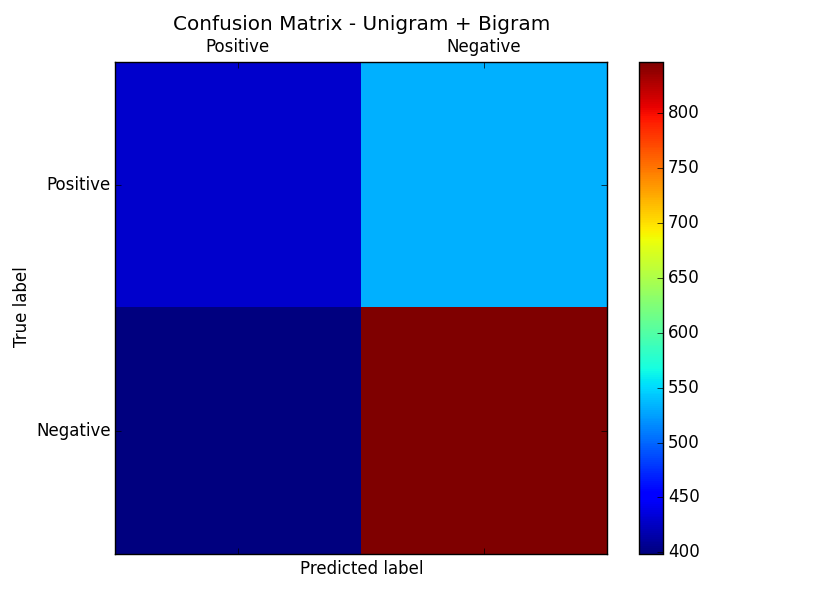 Confusion Matrix - Unigram + Bigram
Positive
Negative
Positive
Negative
True label
Predicted label
800
750
700
650
600
550
500
450
400